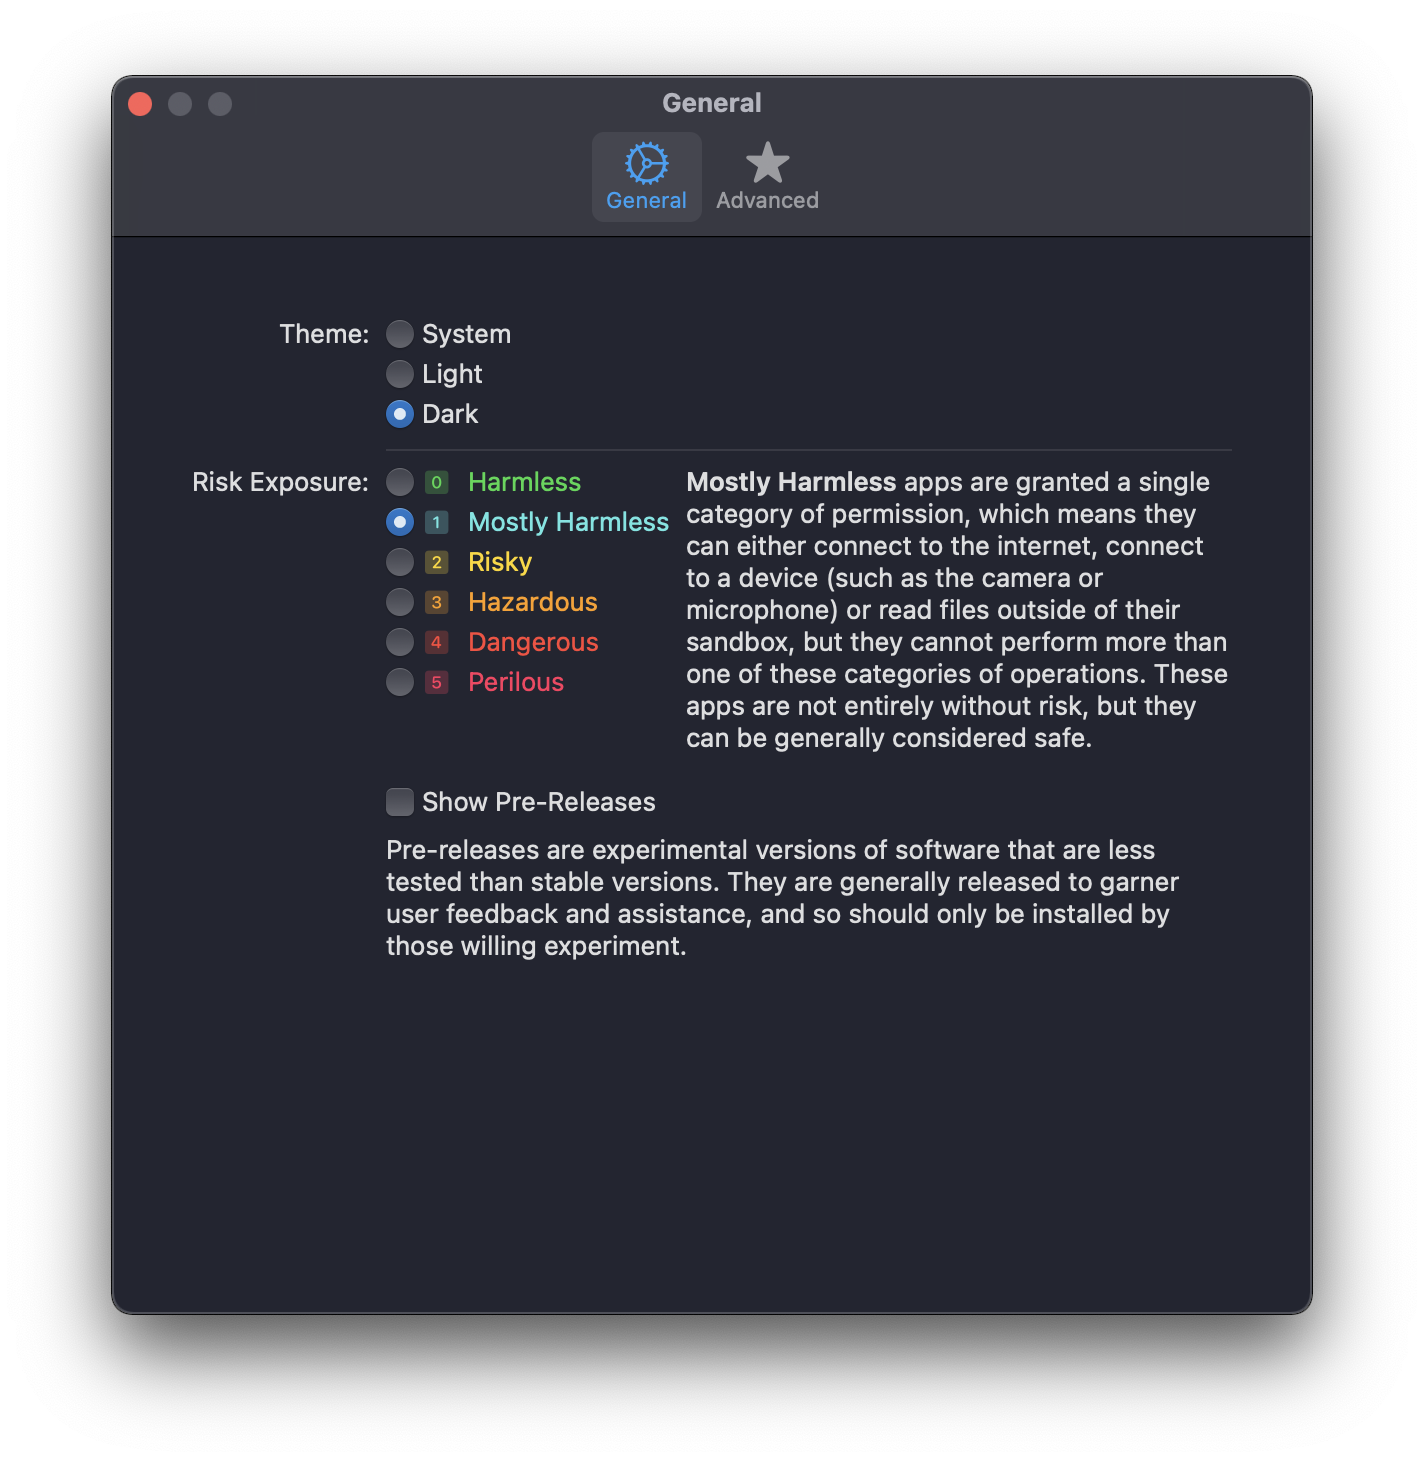 General
General
Advanced
Theme:
System
Light
Dark
Risk Exposure:
0 Harmless
1 Mostly Harmless
2 Risky
3 Hazardous
4 Dangerous
5 Perilous
Mostly Harmless apps are granted a single
category of permission, which means they
can either connect to the internet, connect
to a device (such as the camera or
microphone) or read files outside of their
sandbox, but they cannot perform more than
one of these categories of operations. These
apps are not entirely without risk, but they
can be generally considered safe.
Show Pre-Releases
Pre-releases are experimental versions of software that are less
tested than stable versions. They are generally released to garner
user feedback and assistance, and so should only be installed by
those willing experiment.